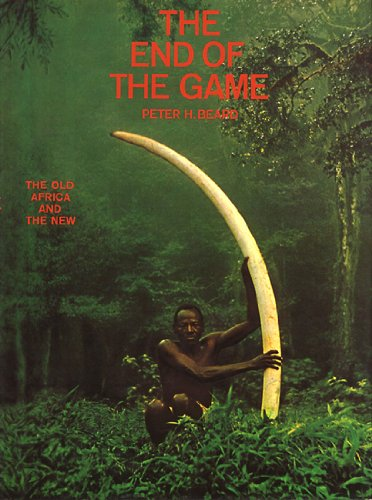 THE
END OF
THE GAME
PETER H. BEARD
THE OLD
AFRICA
AND
THE NEW